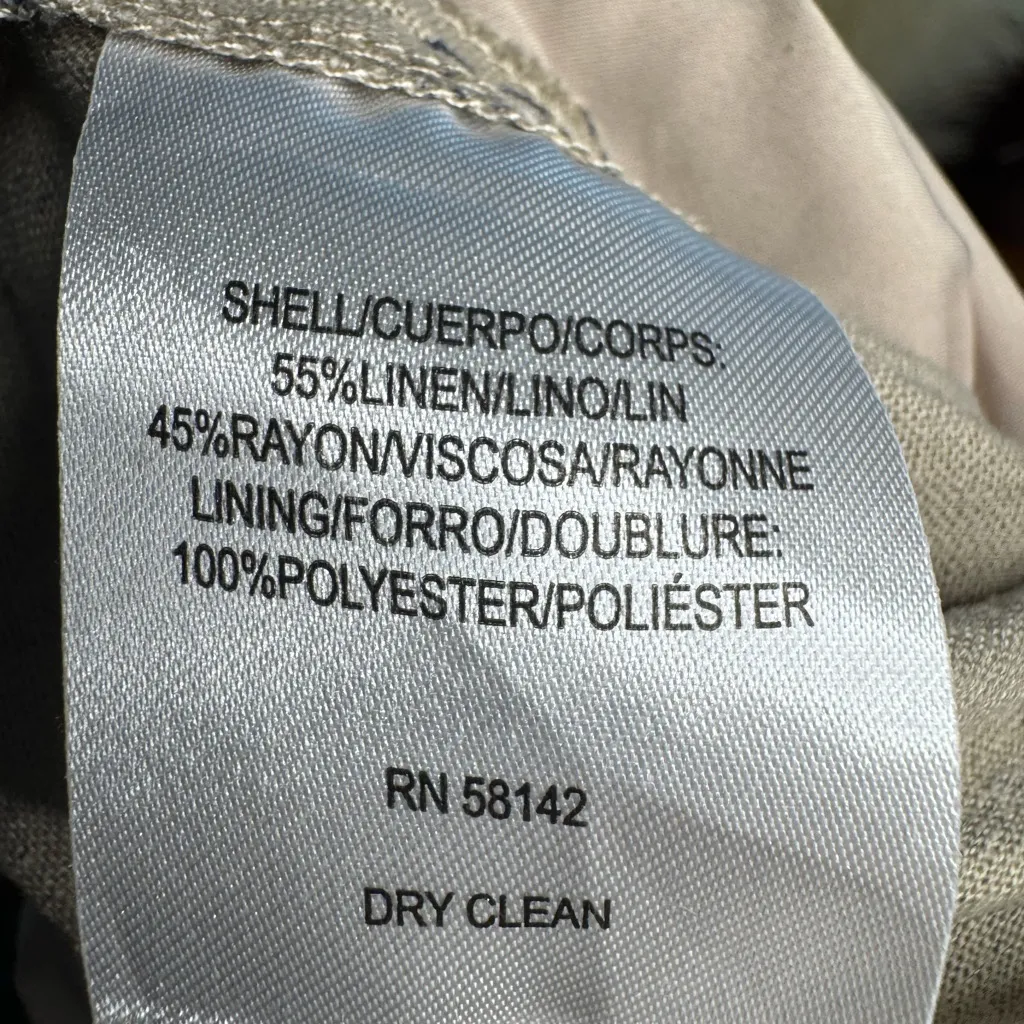 SHELL/CUERPO/CORPS:
55%LINEN/LINO/LIN
45%RAYON/VISCOSA/RAYONNE
LINING/FORRO/DOUBLURE:
100%POLYESTER/POLIÉSTER
RN 58142
DRY CLEAN